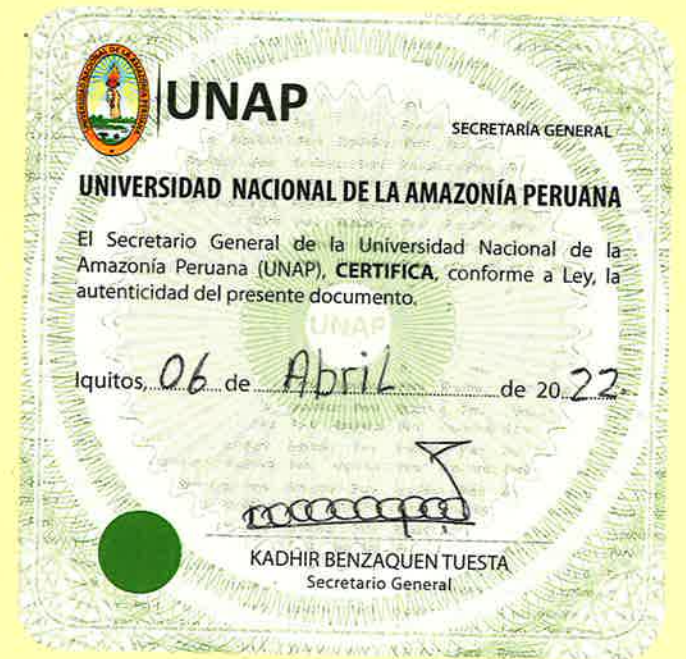 UNAP
SECRETARÍA GENERAL
UNIVERSIDAD NACIONAL DE LA AMAZONÍA PERUANA
El Secretario General de la Universidad Nacional de la
Amazonía Peruana (UNAP), CERTIFICA, conforme a Ley, la
autenticidad del presente documento.
UNAP
Iquitos, 06 de Abril de 2022.
KADHIR BENZAQUEN TUESTA
Secretario General